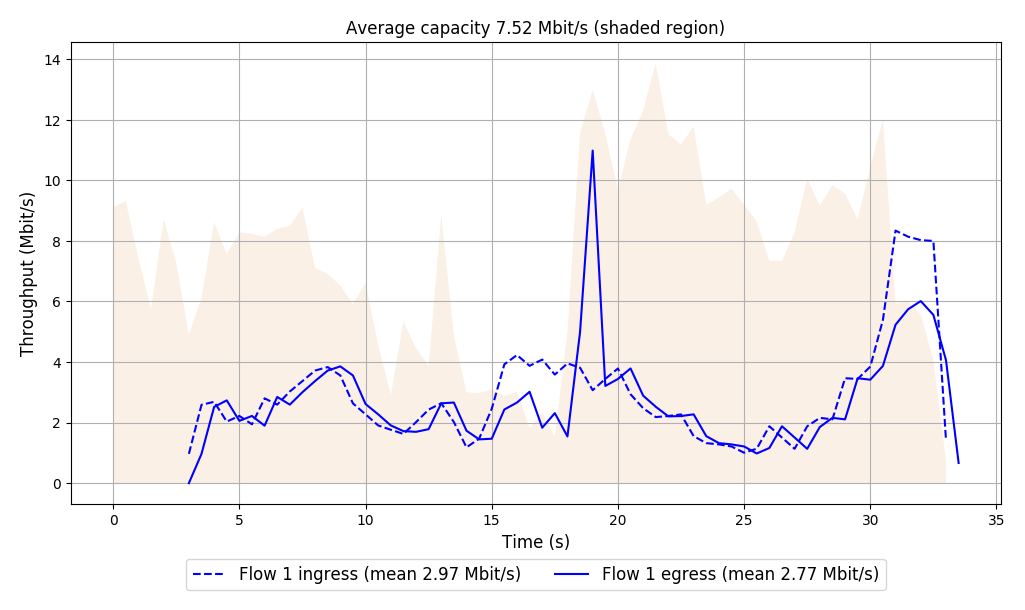 Average capacity 7.52 Mbit/s (shaded region)
14
12
10
8
6
4
2
0
Throughput (Mbit/s)
0 5 10 15 20 25 30 35
Time (s)
Flow 1 ingress (mean 2.97 Mbit/s) Flow 1 egress (mean 2.77 Mbit/s)